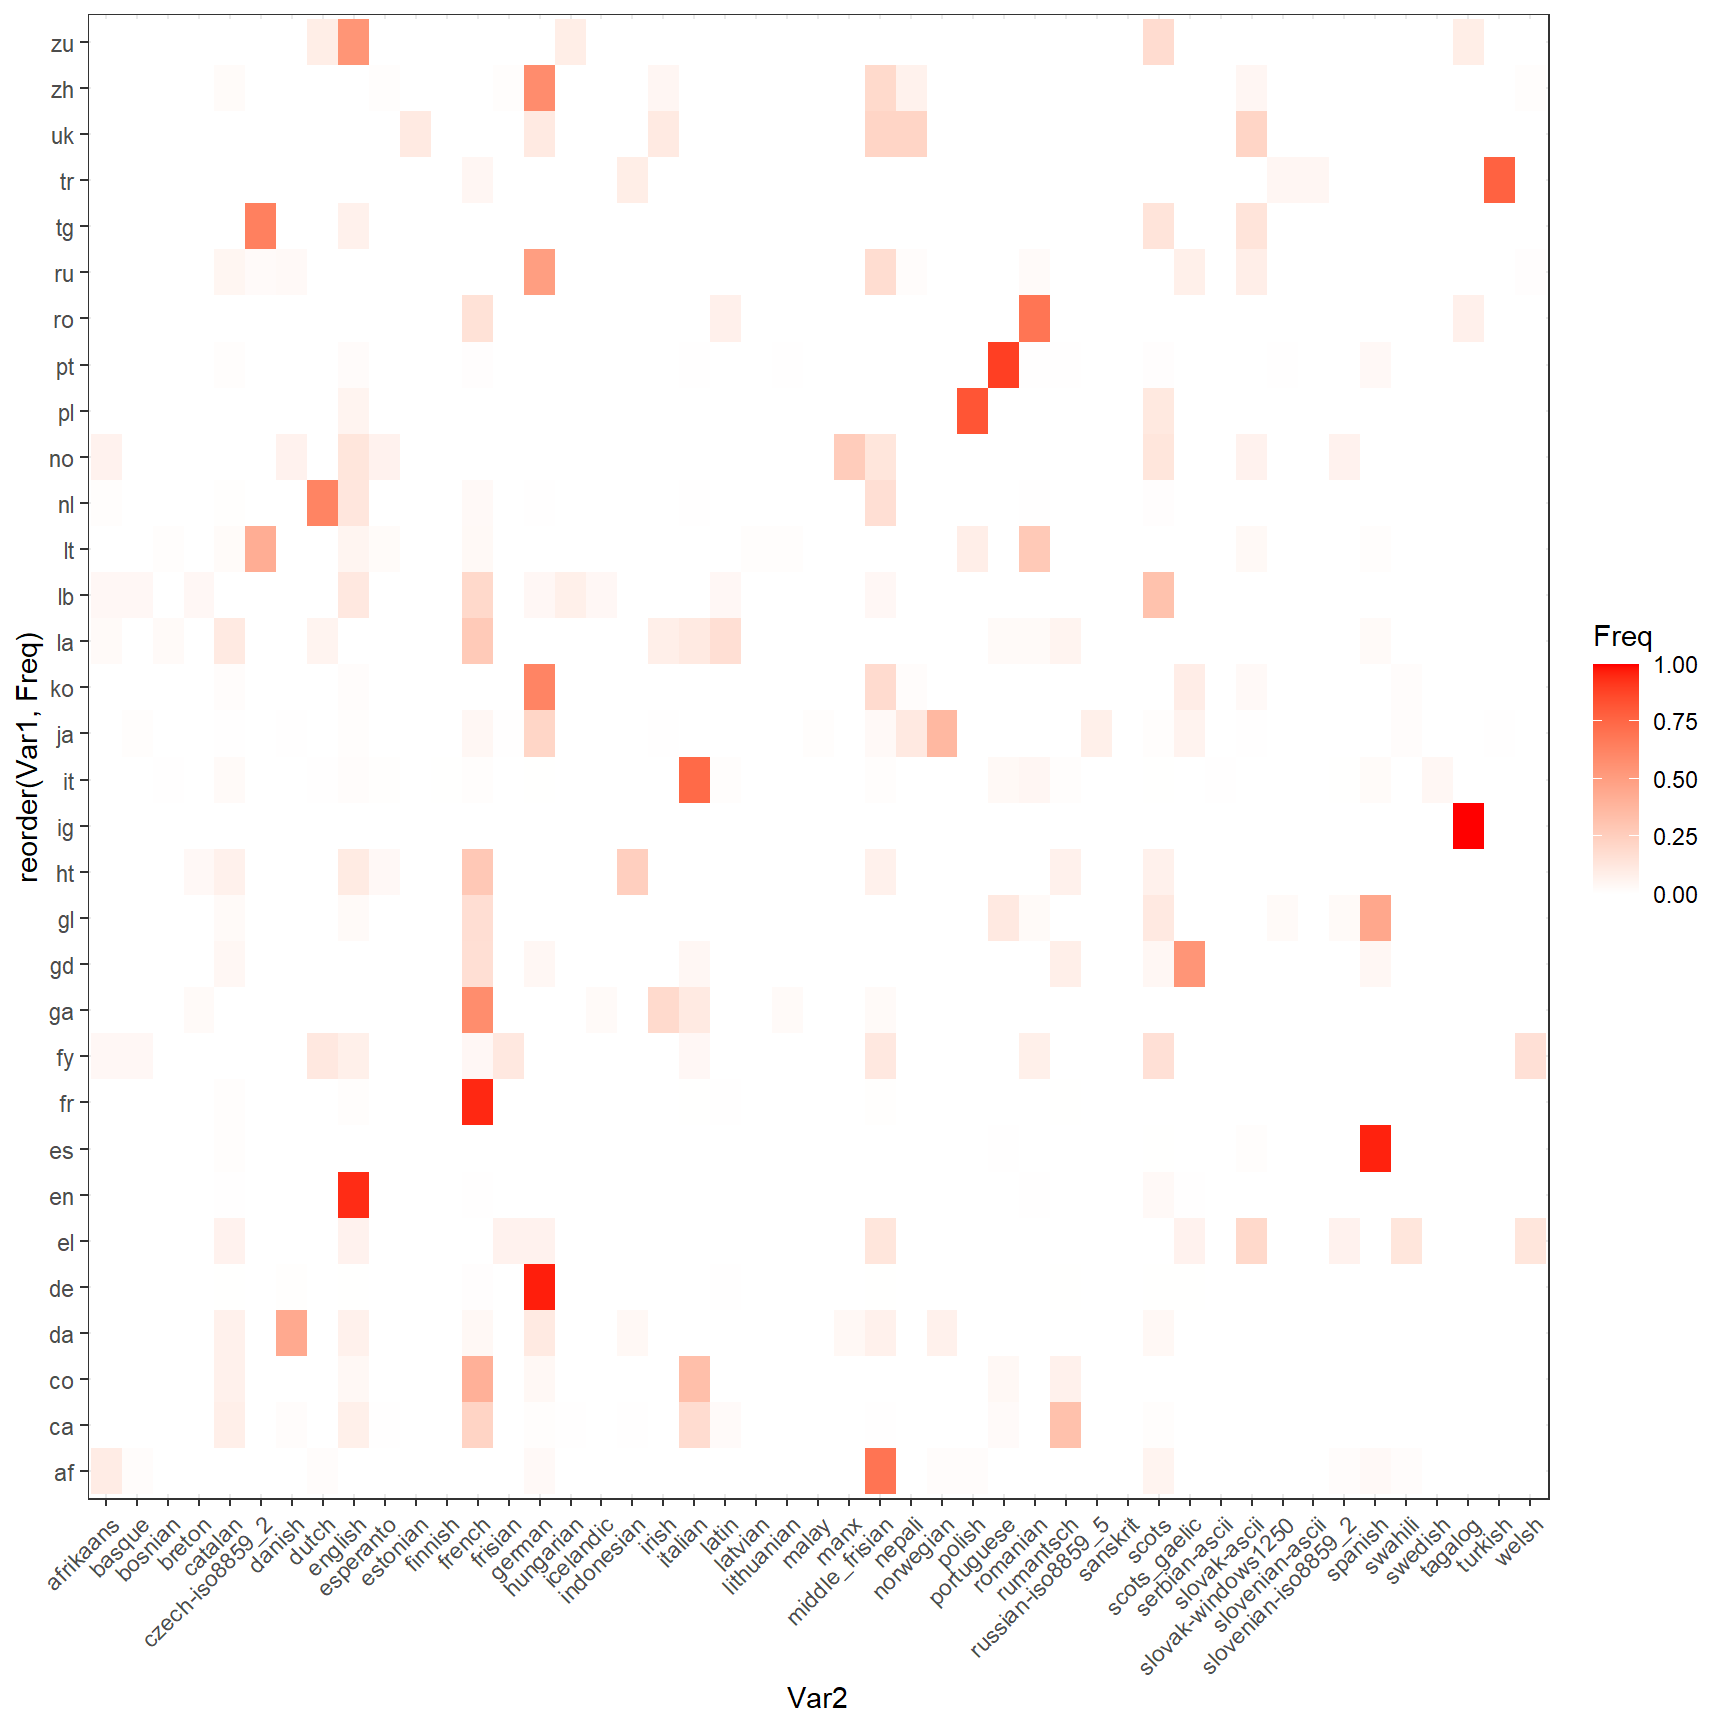 reorder(Var1, Freq)
zu
zh
uk
tr
tg
ru
ro
pt
pl
no
nl
lt
lb
la
ko
ja
it
ig
ht
gl
gd
ga
fy
fr
es
en
el
de
da
co
ca
af
afrikaans
basque
bosnian
breton
catalan
czech-iso8859_2
danish
dutch
english
esperanto
estonian
finnish
french
frisian
german
hungarian
icelandic
indonesian
irish
italian
latin
latvian
lithuanian
malay
manx
middle_frisian
nepali
norwegian
polish
portuguese
romanian
rumantsch
russian-iso8859_5
sanskrit
scots
scots_gaelic
serbian-ascii
slovak-ascii
slovak-windows1250
slovenian-ascii
slovenian-iso8859_2
spanish
swahili
swedish
tagalog
turkish
welsh
Var2
Freq
1.00
0.75
0.50
0.25
0.00